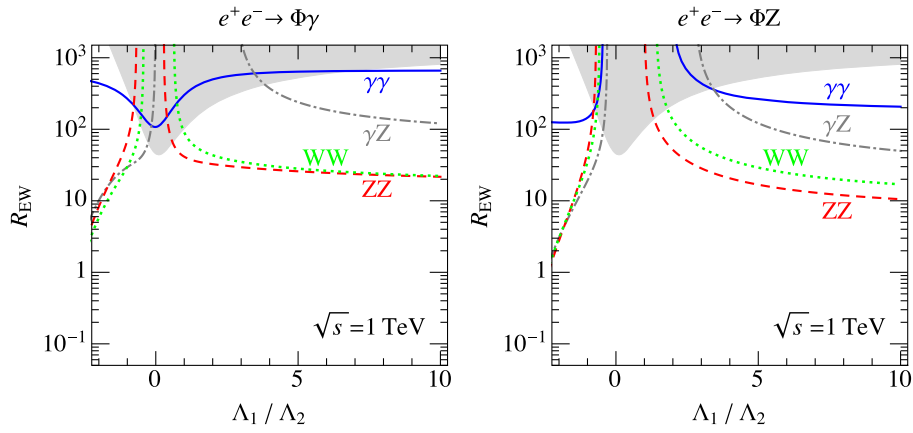 e⁺e⁻→ Φγ
10³
10²
10
1
10⁻¹
R_EW
γγ
γZ
WW
ZZ
√s = 1 TeV
0
5
10
Λ₁ / Λ₂
e⁺e⁻→ ΦZ
10³
10²
10
1
10⁻¹
R_EW
γγ
γZ
WW
ZZ
√s = 1 TeV
0
5
10
Λ₁ / Λ₂